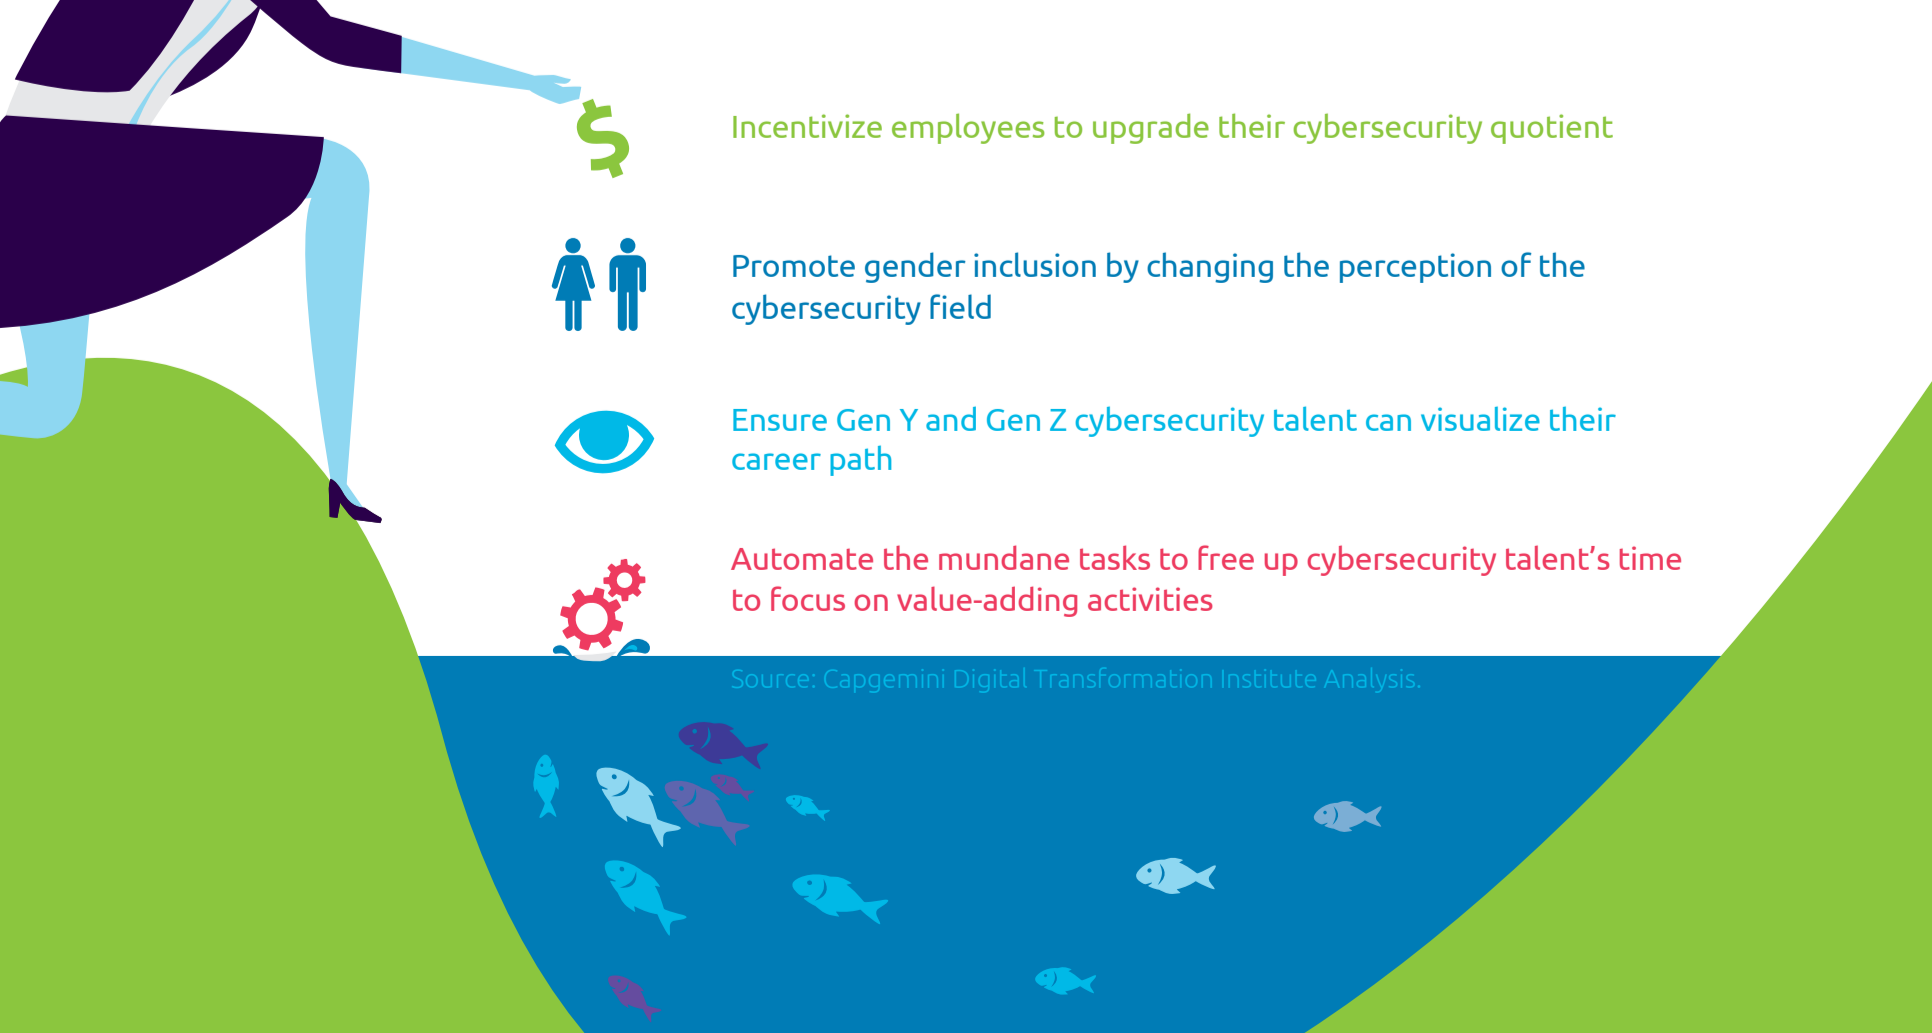 Incentivize employees to upgrade their cybersecurity quotient
Promote gender inclusion by changing the perception of the
cybersecurity field
Ensure Gen Y and Gen Z cybersecurity talent can visualize their
career path
Automate the mundane tasks to free up cybersecurity talent’s time
to focus on value-adding activities
Source: Capgemini Digital Transformation Institute Analysis.